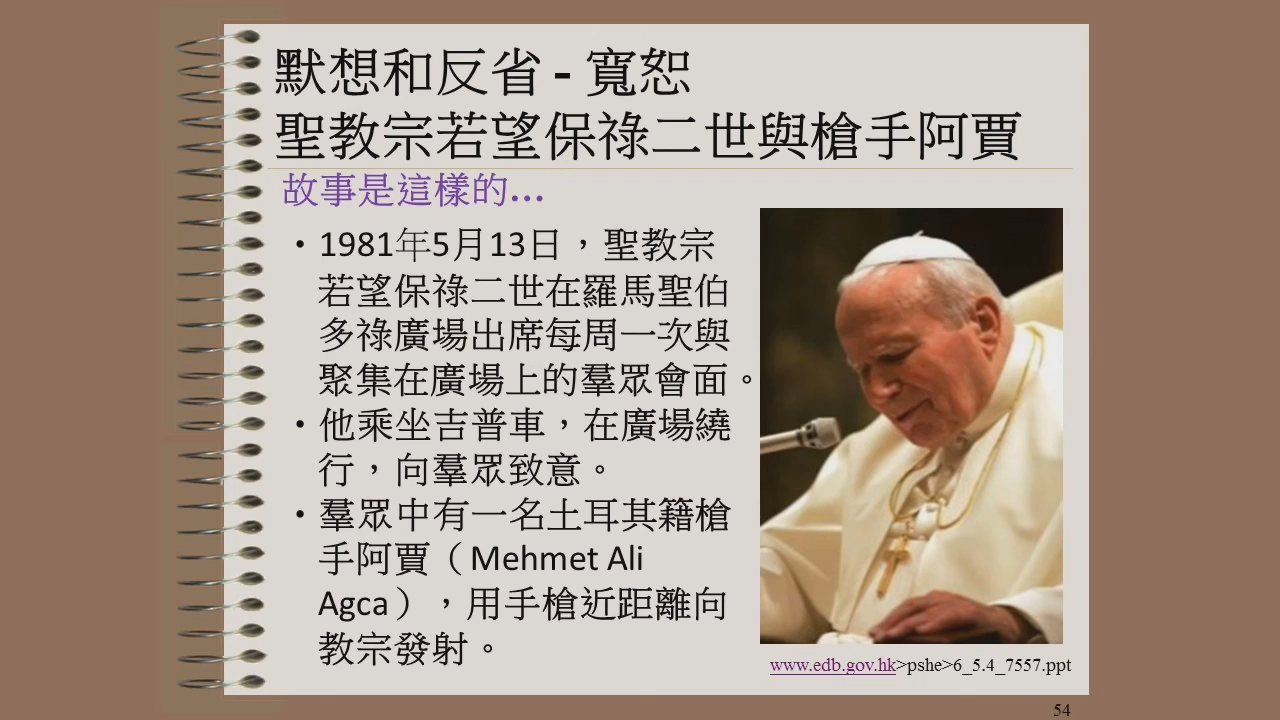 默想和反省 - 寬恕
聖教宗若望保祿二世與槍手阿賈
故事是這樣的...
• 1981年5月13日，聖教宗
若望保祿二世在羅馬聖伯
多祿廣場出席每周一次與
聚集在廣場上的羣眾會面。
• 他乘坐吉普車，在廣場繞
行，向羣眾致意。
• 羣眾中有一名土耳其籍槍
手阿賈（Mehmet Ali
Agca），用手槍近距離向
教宗發射。
www.edb.gov.hk>pshe>6_5.4_7557.ppt
54